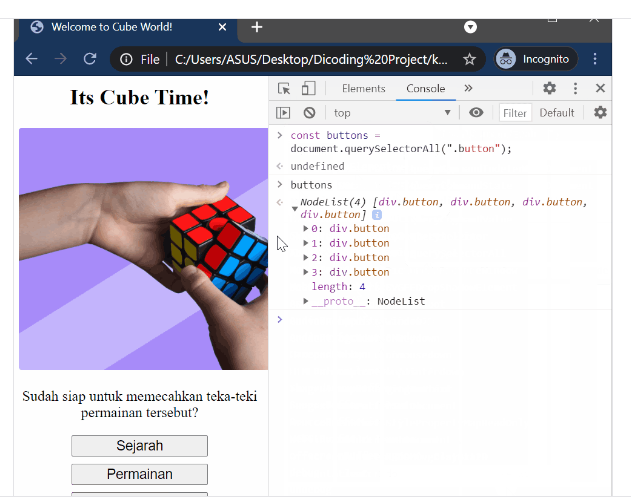 Welcome to Cube World!
File C:/Users/ASUS/Desktop/Dicoding%20Project/k... Incognito
Elements Console
top Filter Default
Its Cube Time!
Sudah siap untuk memecahkan teka-teki
permainan tersebut?
Sejarah
Permainan
const buttons =
document.querySelectorAll(".button");
undefined
buttons
NodeList(4) [div.button, div.button, div.button,
div.button] i
0: div.button
1: div.button
2: div.button
3: div.button
length: 4
__proto__: NodeList